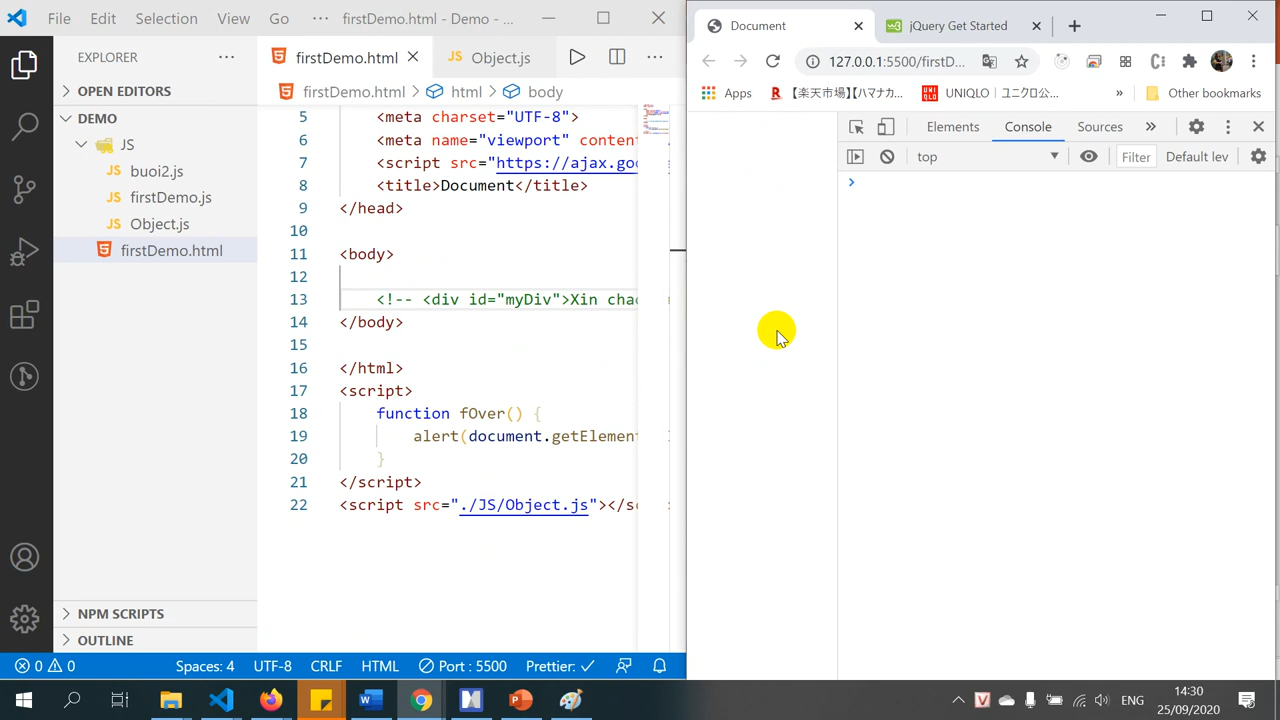 File Edit Selection View Go ··· firstDemo.html - Demo - ...
EXPLORER ···
OPEN EDITORS
DEMO
JS
JS buoi2.js
JS firstDemo.js
JS Object.js
firstDemo.html
NPM SCRIPTS
OUTLINE
firstDemo.html
JS Object.js
···
firstDemo.html > html > body
5 <meta charset="UTF-8">
6 <meta name="viewport" conten
7 <script src="https://ajax.go
8 <title>Document</title>
9 </head>
10
11 <body>
12
13 <!-- <div id="myDiv">Xin cha
14 </body>
15
16 </html>
17 <script>
18 function fOver() {
19 alert(document.getElement
20 }
21 </script>
22 <script src="./JS/Object.js"></s
0 0 Spaces: 4 UTF-8 CRLF HTML Port : 5500 Prettier:
Document
jQuery Get Started
127.0.0.1:5500/firstD...
Apps
R 【楽天市場】【ハマナカ...
UNIQLO | ユニクロ公...
»
Other bookmarks
Elements Console Sources »
top Filter Default lev
ENG
14:30
25/09/2020